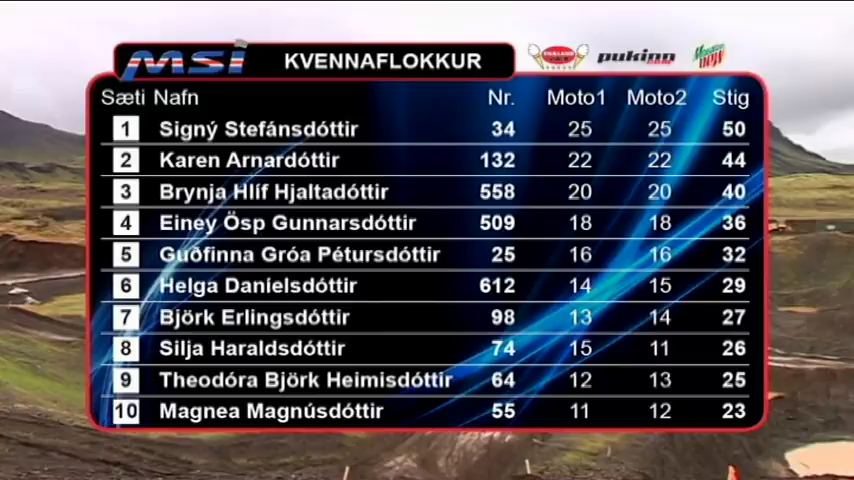 MSI KVENNAFLOKKUR pukinn.com Mountain Dew
Sæti Nafn Nr. Moto1 Moto2 Stig
1 Signý Stefánsdóttir 34 25 25 50
2 Karen Arnardóttir 132 22 22 44
3 Brynja Hlíf Hjaltadóttir 558 20 20 40
4 Einey Ösp Gunnarsdóttir 509 18 18 36
5 Guðfinna Gróa Pétursdóttir 25 16 16 32
6 Helga Daníelsdóttir 612 14 15 29
7 Björk Erlingsdóttir 98 13 14 27
8 Silja Haraldsdóttir 74 15 11 26
9 Theodóra Björk Heimisdóttir 64 12 13 25
10 Magnea Magnúsdóttir 55 11 12 23